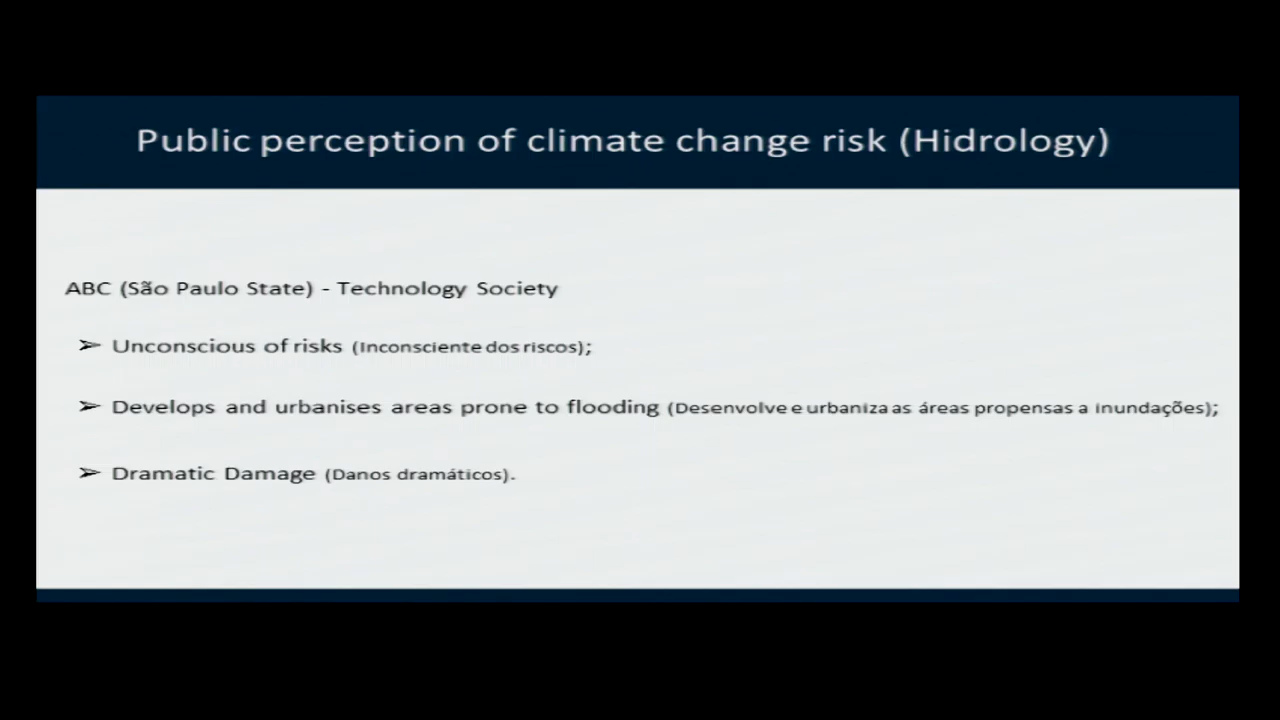 Public perception of climate change risk (Hidrology)
ABC (São Paulo State) - Technology Society
➢ Unconscious of risks (Inconsciente dos riscos);
➢ Develops and urbanises areas prone to flooding (Desenvolve e urbaniza as áreas propensas a inundações);
➢ Dramatic Damage (Danos dramáticos).